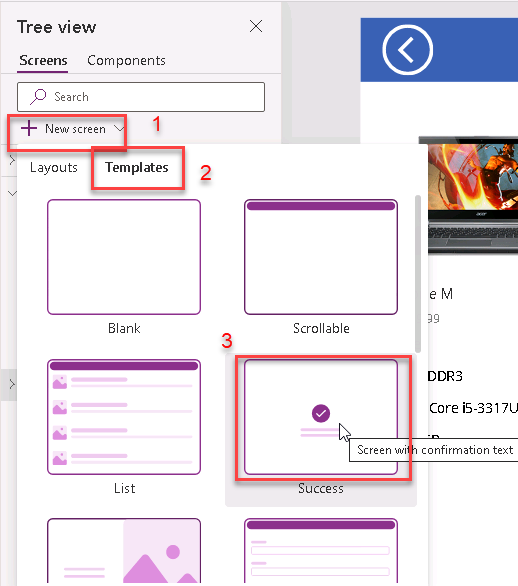 Tree view
Screens Components
Search
New screen
1
Layouts Templates
2
Blank Scrollable
3
List Success
Screen with confirmation text
acer
e M
99
DDR3
Core i5-3317U